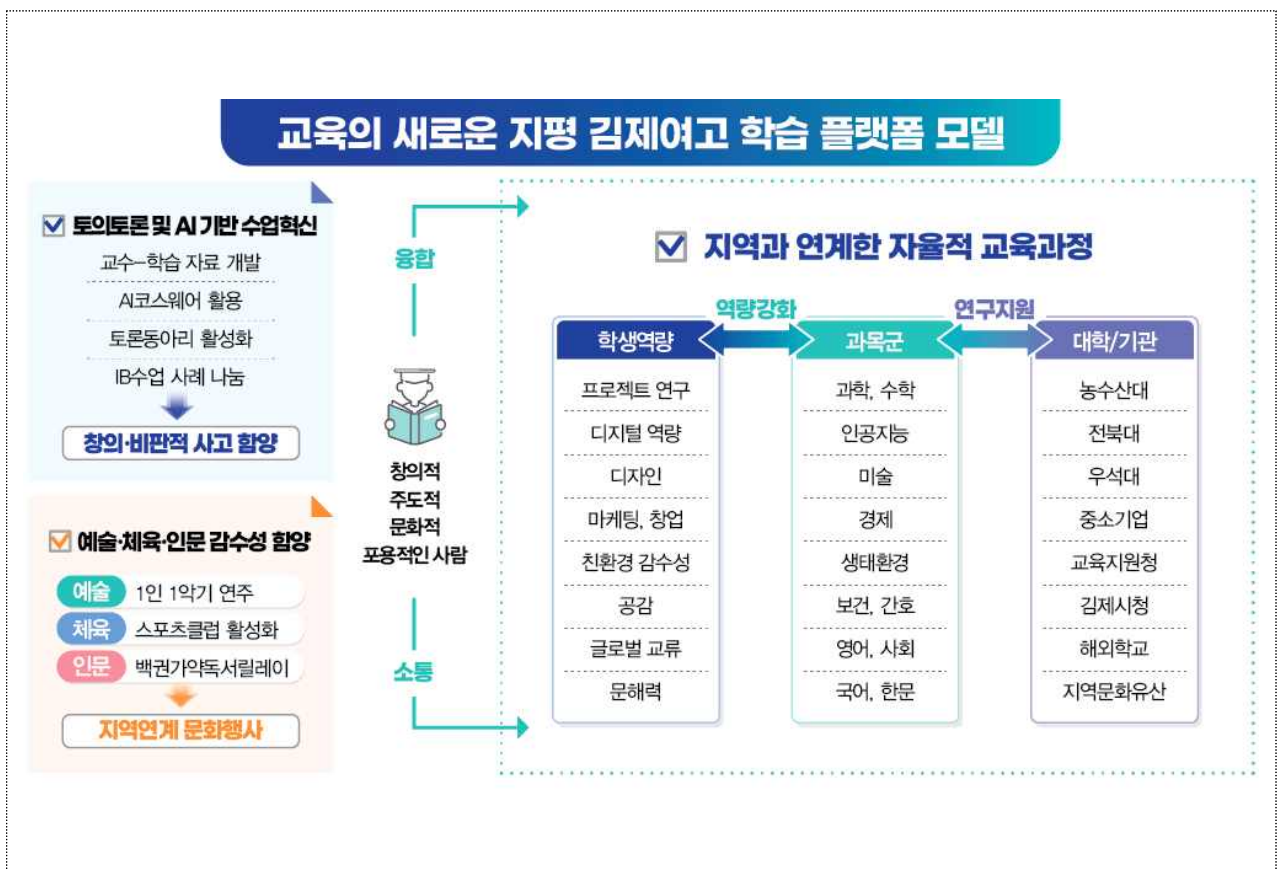 교육의 새로운 지평 김제여고 학습 플랫폼 모델
토의토론 및 AI 기반 수업혁신
교수-학습 자료 개발
AI코스웨어 활용
토론동아리 활성화
IB수업 사례 나눔
창의·비판적 사고 함양
예술·체육·인문 감수성 함양
예술 1인 1악기 연주
체육 스포츠클럽 활성화
인문 백권가약독서릴레이
지역연계 문화행사
융합
창의적
주도적
문화적
포용적인 사람
소통
지역과 연계한 자율적 교육과정
역량강화 연구지원
학생역량 과목군 대학/기관
프로젝트 연구 과학, 수학 농수산대
디지털 역량 인공지능 전북대
디자인 미술 우석대
마케팅, 창업 경제 중소기업
친환경 감수성 생태환경 교육지원청
공감 보건, 간호 김제시청
글로벌 교류 영어, 사회 해외학교
문해력 국어, 한문 지역문화유산